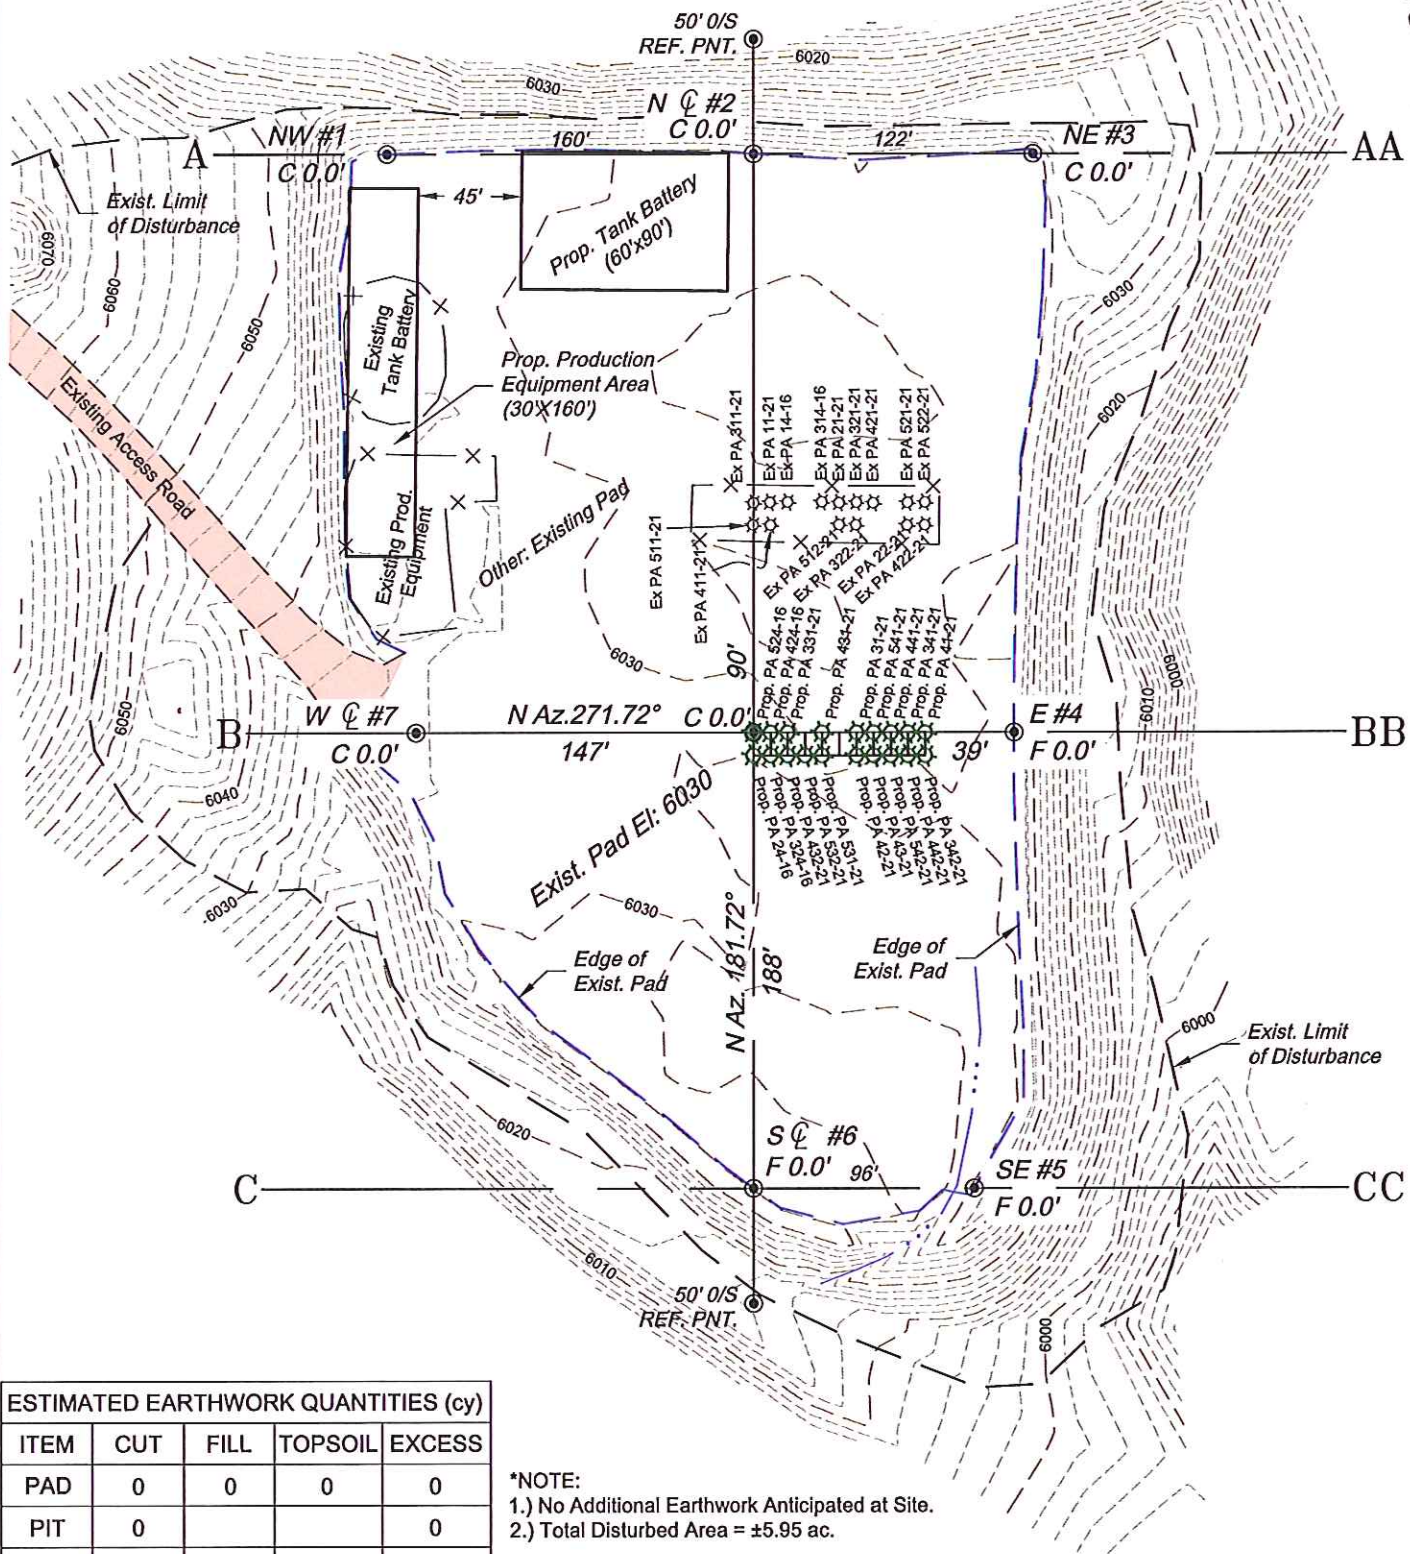 50' O/S
REF. PNT.
6020
6030
N ℄ #2
C 0.0'
NW #1
C 0.0'
160'
122'
NE #3
C 0.0'
A
AA
Exist. Limit
of Disturbance
45'
Prop. Tank Battery
(60'x90')
6070
6060
6050
6030
6020
Existing
Tank Battery
Prop. Production
Equipment Area
(30'X160')
Existing Access Road
Existing Prod.
Equipment
Other: Existing Pad
Ex PA 311-21
Ex PA 11-21
Ex PA 14-16
Ex PA 314-16
Ex PA 21-21
Ex PA 321-21
Ex PA 421-21
Ex PA 521-21
Ex PA 522-21
Ex PA 511-21
Ex PA 411-21
Ex PA 512-21
Ex PA 322-21
Ex PA 22-21
Ex PA 422-21
6030
90'
Prop. PA 524-16
Prop. PA 424-16
Prop. PA 331-21
Prop. PA 431-21
Prop. PA 31-21
Prop. PA 541-21
Prop. PA 441-21
Prop. PA 341-21
Prop. PA 41-21
6000
6010
6050
B
W ℄ #7
C 0.0'
N Az.271.72°
147'
C 0.0'
39'
E #4
F 0.0'
BB
6040
6030
Exist. Pad El: 6030
Prop. PA 24-16
Prop. PA 324-16
Prop. PA 432-21
Prop. PA 532-21
Prop. PA 531-21
Prop. PA 42-21
Prop. PA 43-21
Prop. PA 542-21
Prop. PA 442-21
Prop. PA 342-21
6030
N Az. 181.72°
188'
Edge of
Exist. Pad
Edge of
Exist. Pad
6000
Exist. Limit
of Disturbance
6020
S ℄ #6
F 0.0'
96'
SE #5
F 0.0'
C
CC
6010
50' O/S
REF. PNT.
6000
ESTIMATED EARTHWORK QUANTITIES (cy)
ITEM CUT FILL TOPSOIL EXCESS
PAD 0 0 0 0
PIT 0 0
*NOTE:
1.) No Additional Earthwork Anticipated at Site.
2.) Total Disturbed Area = ±5.95 ac.